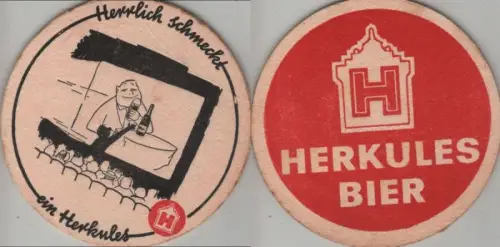 Herrlich schmeckt
ein Herkules
H
H
HERKULES
BIER